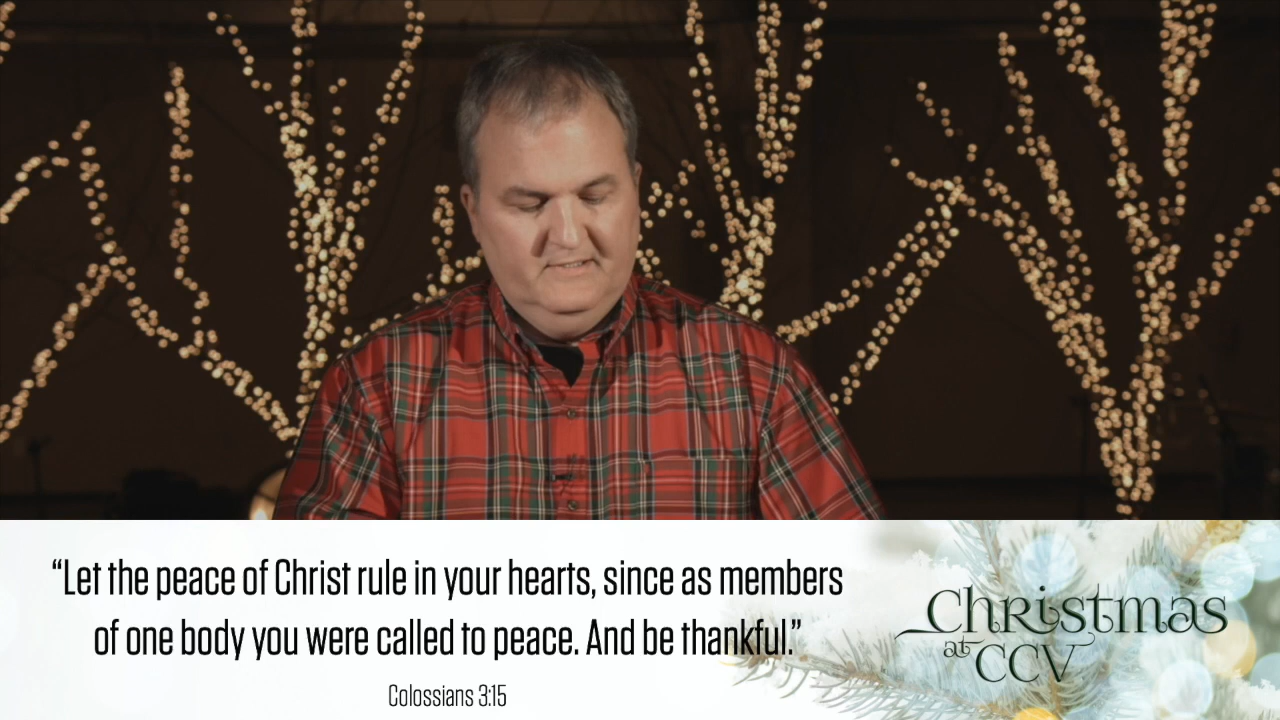 “Let the peace of Christ rule in your hearts, since as members
of one body you were called to peace. And be thankful.”
Colossians 3:15
Christmas
at CCV